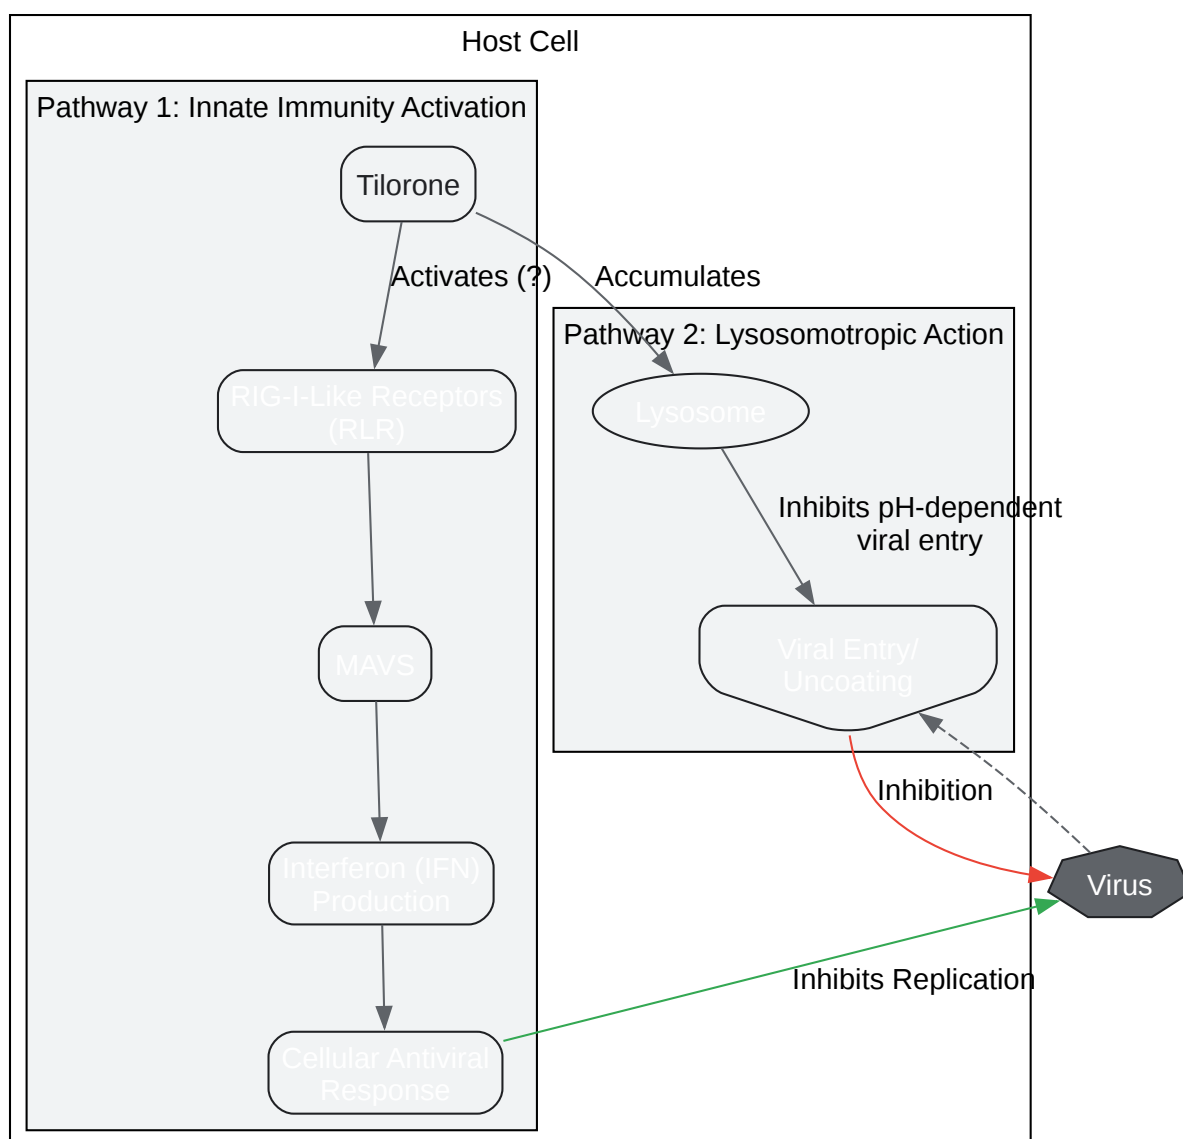 Host Cell
Pathway 1: Innate Immunity Activation
Tilorone
Activates (?)
Accumulates
Pathway 2: Lysosomotropic Action
RIG-I-Like Receptors
(RLR)
Lysosome
Inhibits pH-dependent
viral entry
MAVS
Viral Entry/
Uncoating
Inhibition
Interferon (IFN)
Production
Virus
Inhibits Replication
Cellular Antiviral
Response